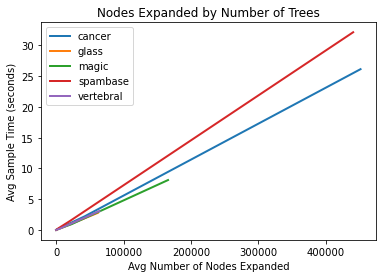 Nodes Expanded by Number of Trees
cancer
glass
magic
spambase
vertebral
Avg Sample Time (seconds)
30
25
20
15
10
5
0
0
100000
200000
300000
400000
Avg Number of Nodes Expanded